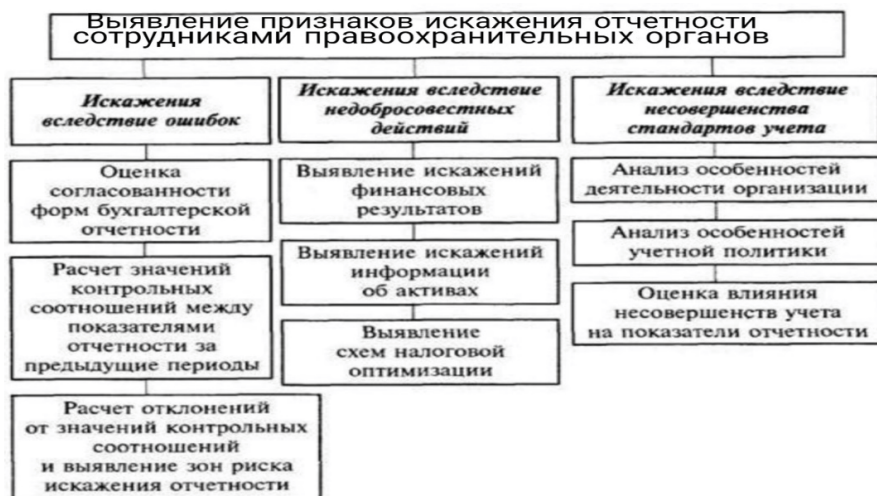 Выявление признаков искажения отчетности
сотрудниками правоохранительных органов
Искажения
вследствие ошибок
Оценка
согласованности
форм бухгалтерской
отчетности
Расчет значений
контрольных
соотношений между
показателями
отчетности за
предыдущие периоды
Расчет отклонений
от значений контрольных
соотношений
и выявление зон риска
искажения отчетности
Искажения вследствие
недобросовестных
действий
Выявление искажений
финансовых
результатов
Выявление искажений
информации
об активах
Выявление
схем налоговой
оптимизации
Искажения вследствие
несовершенства
стандартов учета
Анализ особенностей
деятельности организации
Анализ особенностей
учетной политики
Оценка влияния
несовершенств учета
на показатели отчетности